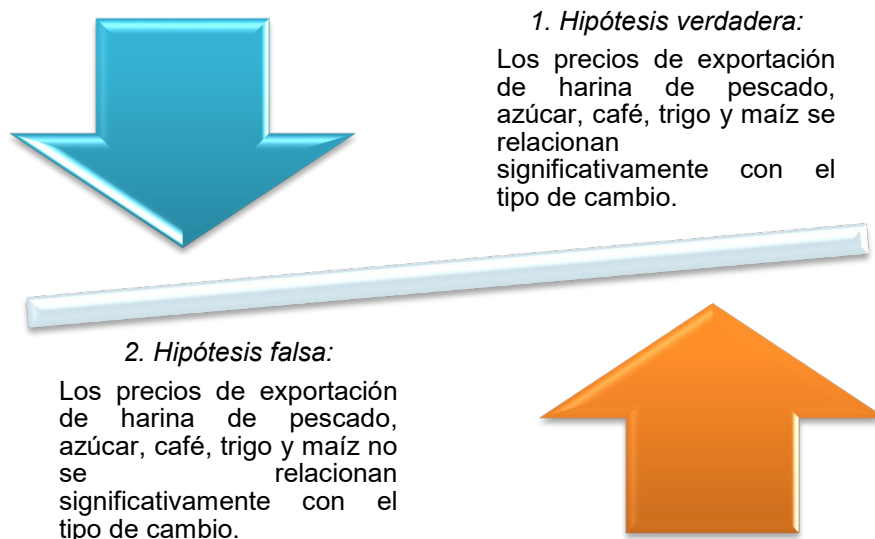 1. Hipótesis verdadera:
Los precios de exportación
de harina de pescado,
azúcar, café, trigo y maíz se
relacionan
significativamente con el
tipo de cambio.
2. Hipótesis falsa:
Los precios de exportación
de harina de pescado,
azúcar, café, trigo y maíz no
se relacionan
significativamente con el
tipo de cambio.